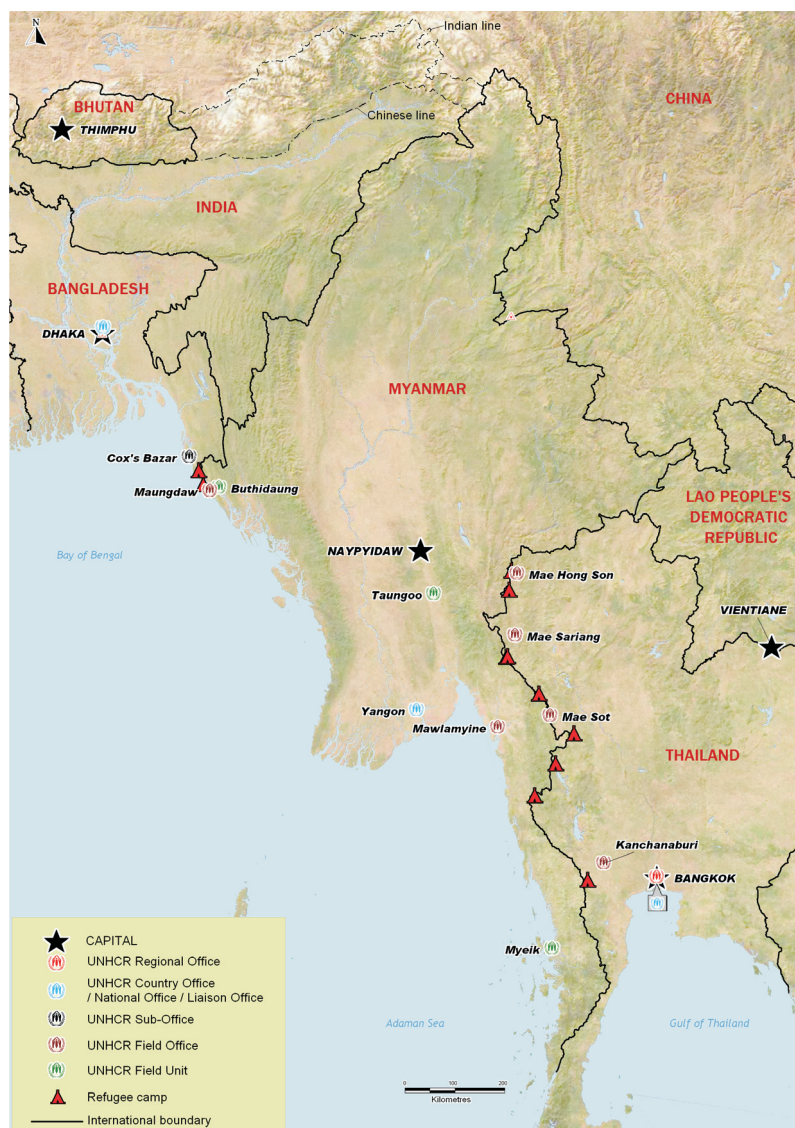 N
Indian line
BHUTAN
CHINA
THIMPHU
Chinese line
INDIA
BANGLADESH
DHAKA
MYANMAR
Cox's Bazar
Maungdaw
Buthidaung
LAO PEOPLE'S
DEMOCRATIC
REPUBLIC
Bay of Bengal
NAYPYIDAW
Mae Hong Son
Taungoo
VIENTIANE
Mae Sariang
Yangon
Mawlamyine
Mae Sot
THAILAND
Kanchanaburi
BANGKOK
Myeik
CAPITAL
UNHCR Regional Office
UNHCR Country Office
/ National Office / Liaison Office
UNHCR Sub-Office
UNHCR Field Office
UNHCR Field Unit
Refugee camp
International boundary
Adaman Sea
Gulf of Thailand
0 100 200
Kilometres